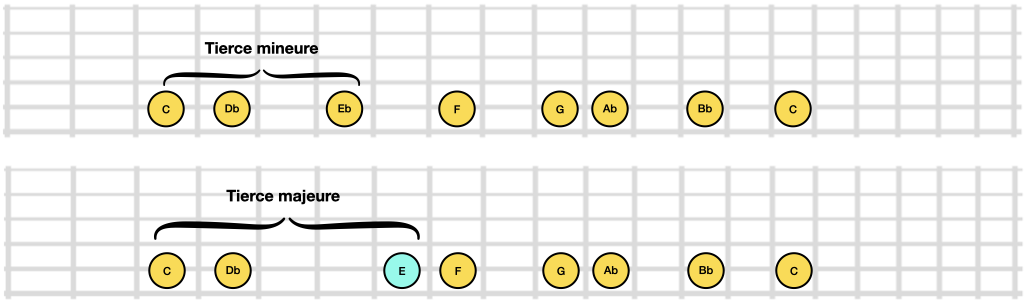 Tierce mineure
C Db Eb F G Ab Bb C
Tierce majeure
C Db E F G Ab Bb C